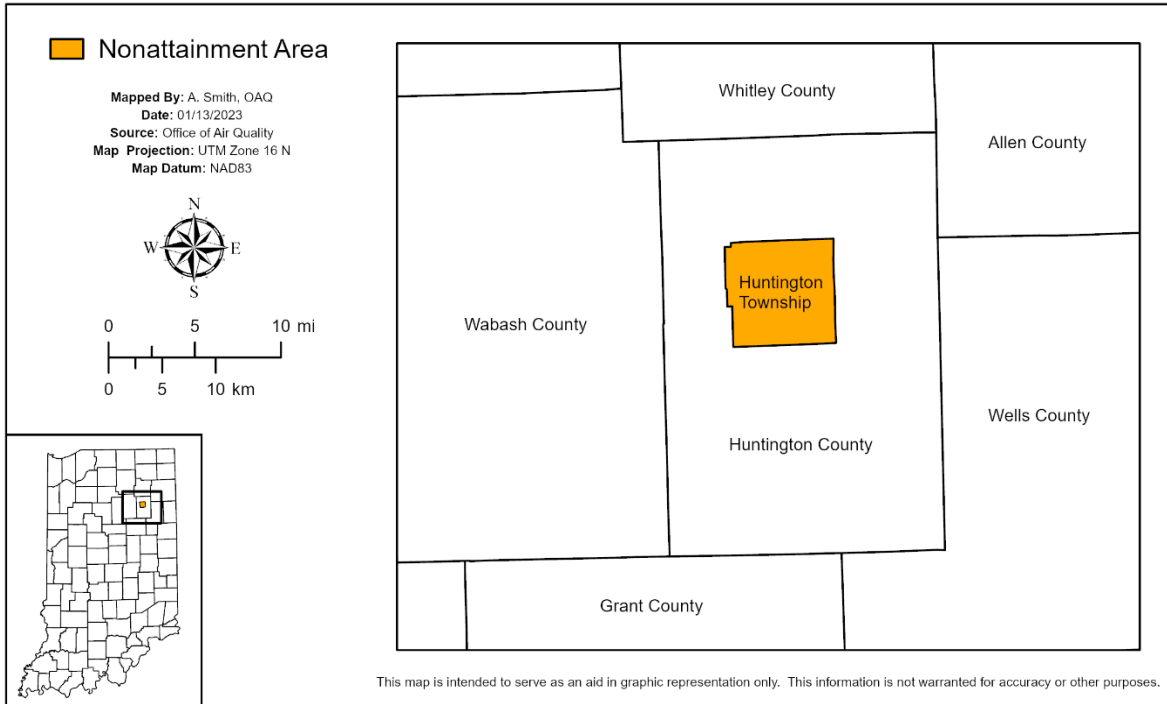 Nonattainment Area
Mapped By: A. Smith, OAQ
Date: 01/13/2023
Source: Office of Air Quality
Map Projection: UTM Zone 16 N
Map Datum: NAD83
N
W E
S
0 5 10 mi
0 5 10 km
Whitley County
Allen County
Huntington
Township
Wabash County
Wells County
Huntington County
Grant County
This map is intended to serve as an aid in graphic representation only. This information is not warranted for accuracy or other purposes.